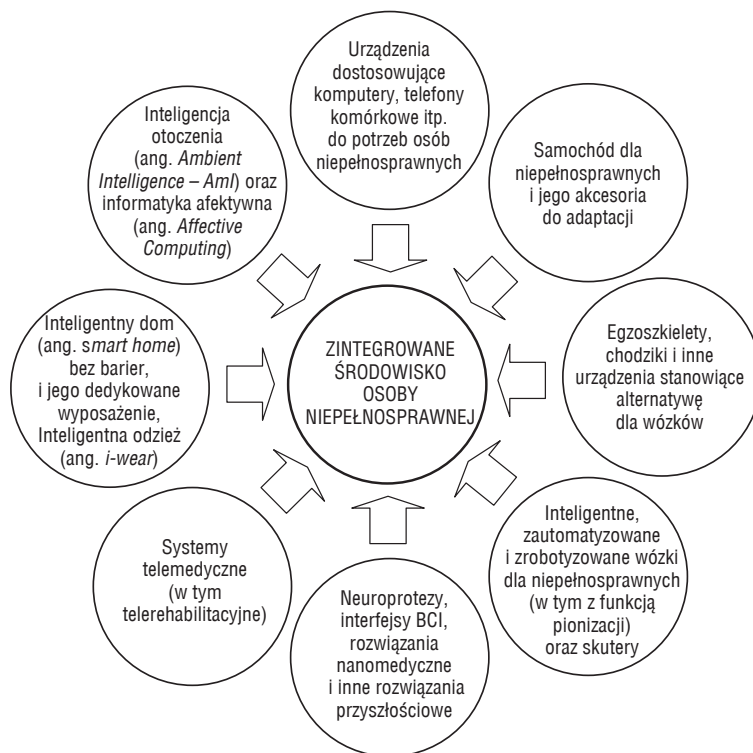 Urządzenia
dostosowujące
komputery, telefony
komórkowe itp.
do potrzeb osób
niepełnosprawnych
Samochód dla
niepełnosprawnych
i jego akcesoria
do adaptacji
Egzoszkielety,
chodziki i inne
urządzenia stanowiące
alternatywę
dla wózków
Inteligentne,
zautomatyzowane
i zrobotyzowane wózki
dla niepełnosprawnych
(w tym z funkcją
pionizacji)
oraz skutery
Neuroprotezy,
interfejsy BCI,
rozwiązania
nanomedyczne
i inne rozwiązania
przyszłościowe
Systemy
telemedyczne
(w tym
telerehabilitacyjne)
Inteligentny dom
(ang. smart home)
bez barier,
i jego dedykowane
wyposażenie,
Inteligentna odzież
(ang. i-wear)
Inteligencja
otoczenia
(ang. Ambient
Intelligence – AmI) oraz
informatyka afektywna
(ang. Affective
Computing)
ZINTEGROWANE
ŚRODOWISKO
OSOBY
NIEPEŁNOSPRAWNEJ